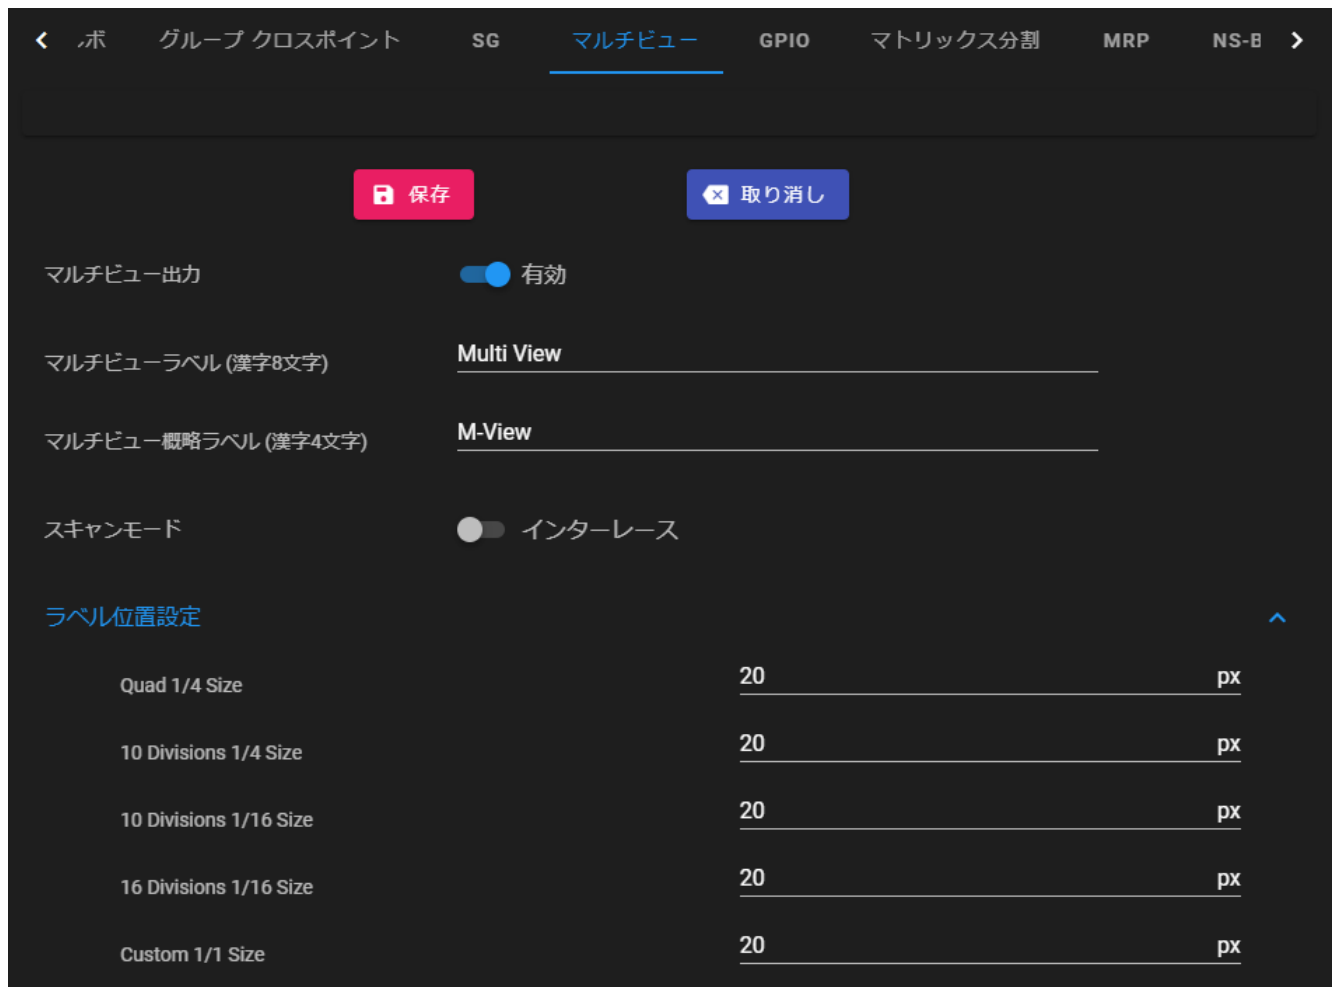 グループ クロスポイント SG マルチビュー GPIO マトリックス分割 MRP NS-B
保存 取り消し
マルチビュー出力 有効
マルチビューラベル (漢字8文字) Multi View
マルチビュー概略ラベル (漢字4文字) M-View
スキャンモード インターレース
ラベル位置設定
Quad 1/4 Size 20 px
10 Divisions 1/4 Size 20 px
10 Divisions 1/16 Size 20 px
16 Divisions 1/16 Size 20 px
Custom 1/1 Size 20 px